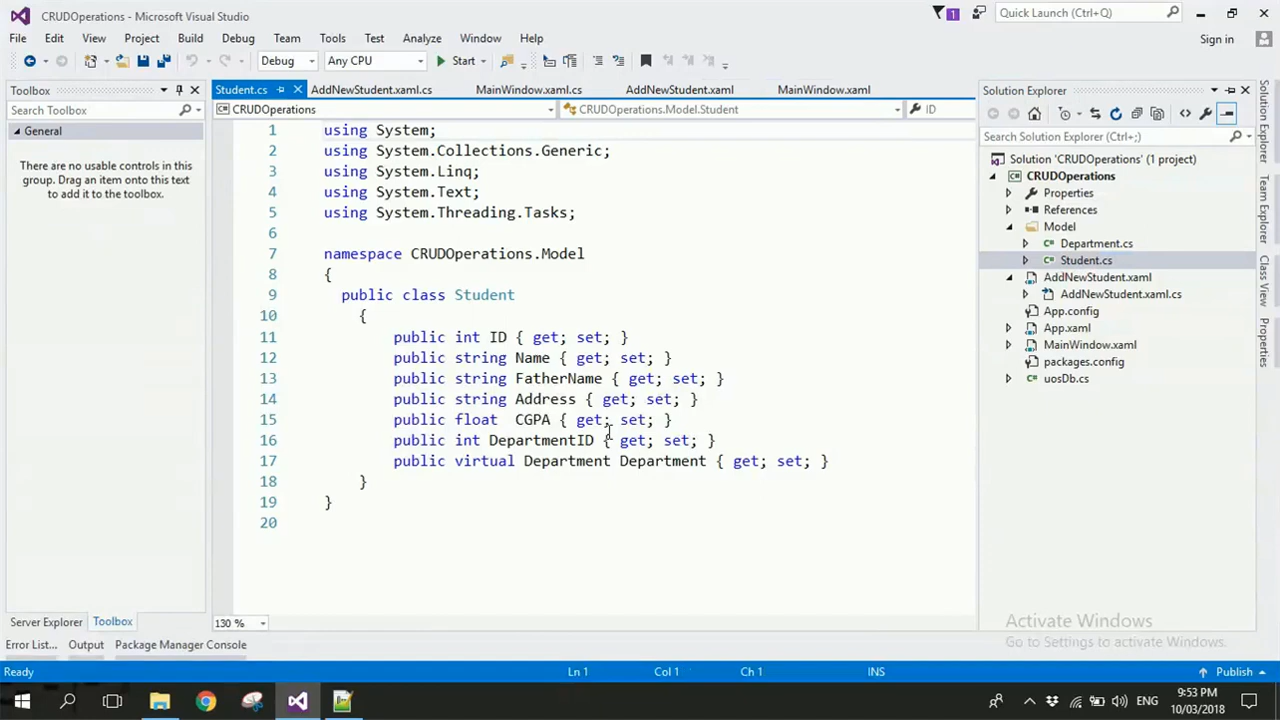 CRUDOperations - Microsoft Visual Studio
1
Quick Launch (Ctrl+Q)
File Edit View Project Build Debug Team Tools Test Analyze Window Help
Sign in
Debug Any CPU Start
Toolbox
Search Toolbox
General
There are no usable controls in this
group. Drag an item onto this text
to add it to the toolbox.
Server Explorer Toolbox
Student.cs AddNewStudent.xaml.cs MainWindow.xaml.cs AddNewStudent.xaml MainWindow.xaml
CRUDOperations CRUDOperations.Model.Student ID
1 using System;
2 using System.Collections.Generic;
3 using System.Linq;
4 using System.Text;
5 using System.Threading.Tasks;
6
7 namespace CRUDOperations.Model
8 {
9 public class Student
10 {
11 public int ID { get; set; }
12 public string Name { get; set; }
13 public string FatherName { get; set; }
14 public string Address { get; set; }
15 public float CGPA { get; set; }
16 public int DepartmentID { get; set; }
17 public virtual Department Department { get; set; }
18 }
19 }
20
130 %
Solution Explorer
Search Solution Explorer (Ctrl+;)
Solution 'CRUDOperations' (1 project)
CRUDOperations
Properties
References
Model
Department.cs
Student.cs
AddNewStudent.xaml
AddNewStudent.xaml.cs
App.config
App.xaml
MainWindow.xaml
packages.config
uosDb.cs
Solution Explorer
Team Explorer
Class View
Properties
Activate Windows
Go to Settings to activate Windows.
Error List... Output Package Manager Console
Ready Ln 1 Col 1 Ch 1 INS Publish
ENG
9:53 PM
10/03/2018